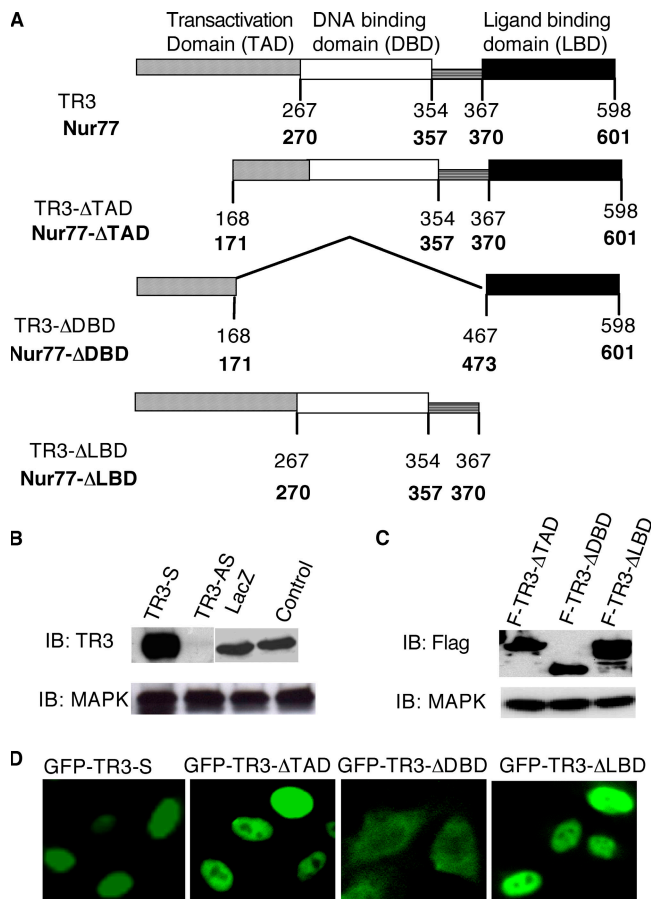 A
Transactivation Domain (TAD)
DNA binding domain (DBD)
Ligand binding domain (LBD)
TR3
267 354 367 598
Nur77
270 357 370 601
TR3-ΔTAD
168 354 367 598
Nur77-ΔTAD
171 357 370 601
TR3-ΔDBD
168 467 598
Nur77-ΔDBD
171 473 601
TR3-ΔLBD
267 354 367
Nur77-ΔLBD
270 357 370
B
TR3-S TR3-AS LacZ Control
IB: TR3
IB: MAPK
C
F-TR3-ΔTAD F-TR3-ΔDBD F-TR3-ΔLBD
IB: Flag
IB: MAPK
D
GFP-TR3-S GFP-TR3-ΔTAD GFP-TR3-ΔDBD GFP-TR3-ΔLBD